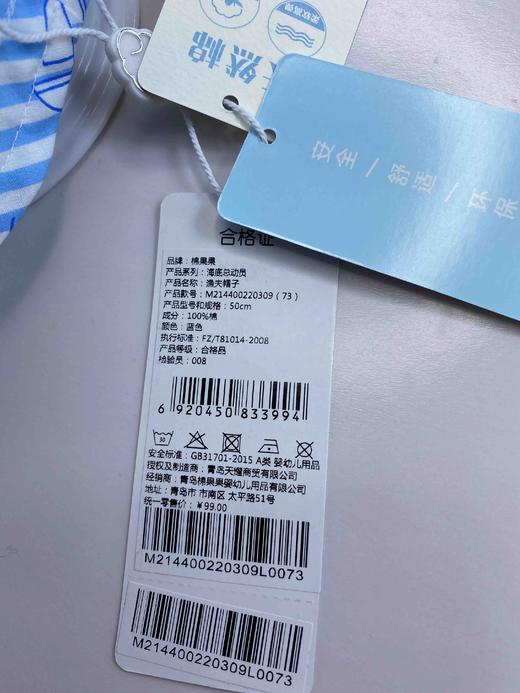 天然棉
柔软高弹
安全 | 舒适 | 环保
合格证
品牌：棉果果
产品系列：海底总动员
产品名称：渔夫帽子
产品款号：M214400220309（73）
产品型号和规格：50cm
成分：100%棉
颜色：蓝色
执行标准：FZ/T81014-2008
产品等级：合格品
检验员：008
6 920450 833994
30
安全标准：GB31701-2015 A类 婴幼儿用品
授权及制造商：青岛天耀商贸有限公司
经销商：青岛棉果果婴幼儿用品有限公司
地址：青岛市 市南区 太平路51号
统一零售价：￥99.00
M214400220309L0073
M214400220309L0073